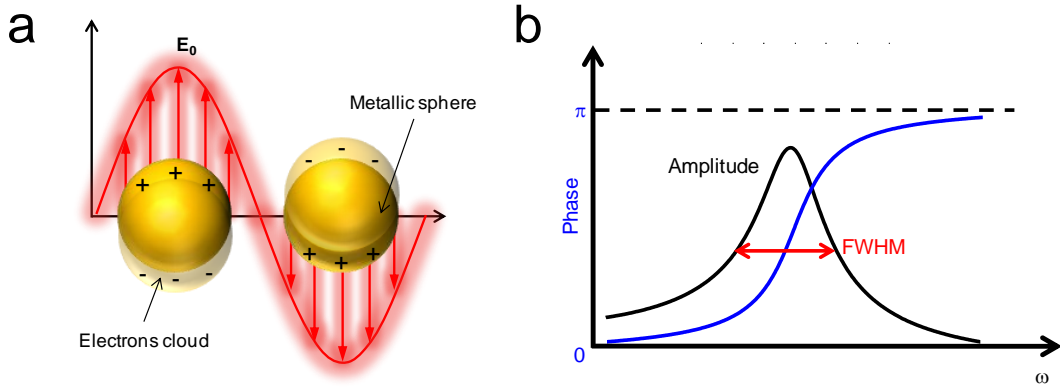 a
E₀
Metallic sphere
- - -
+ + +
+ + +
- - -
Electrons cloud
b
π
Amplitude
Phase
FWHM
0
ω